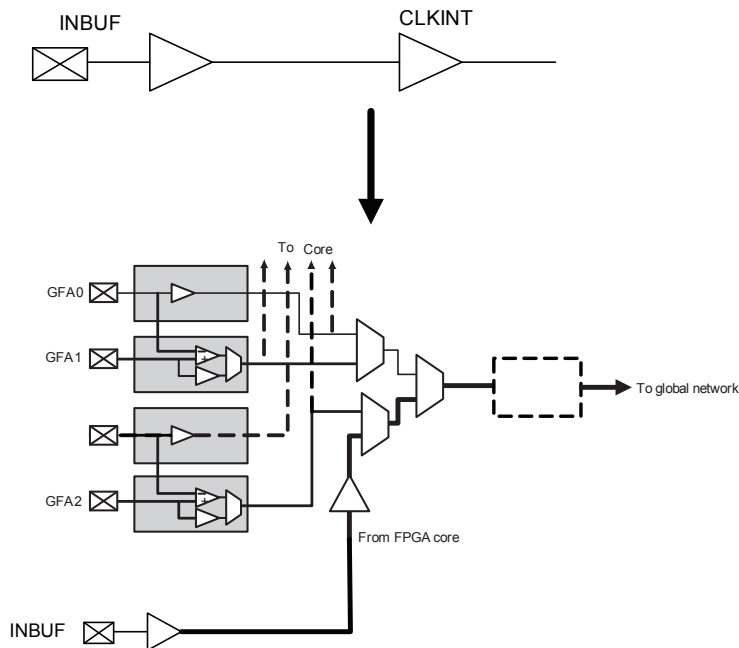 INBUF CLKINT
To Core
GFA0
GFA1
GFA2
To global network
From FPGA core
INBUF